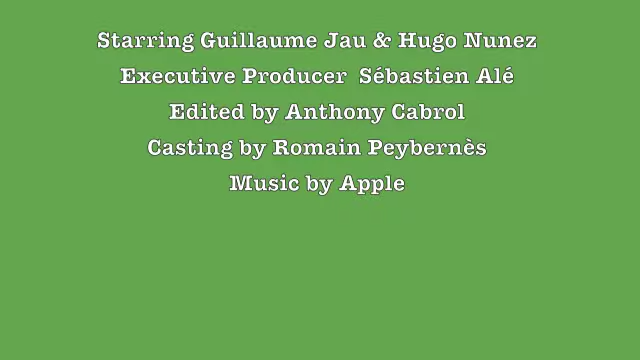 Starring Guillaume Jau & Hugo Nunez
Executive Producer  Sébastien Alé
Edited by Anthony Cabrol
Casting by Romain Peybernès
Music by Apple